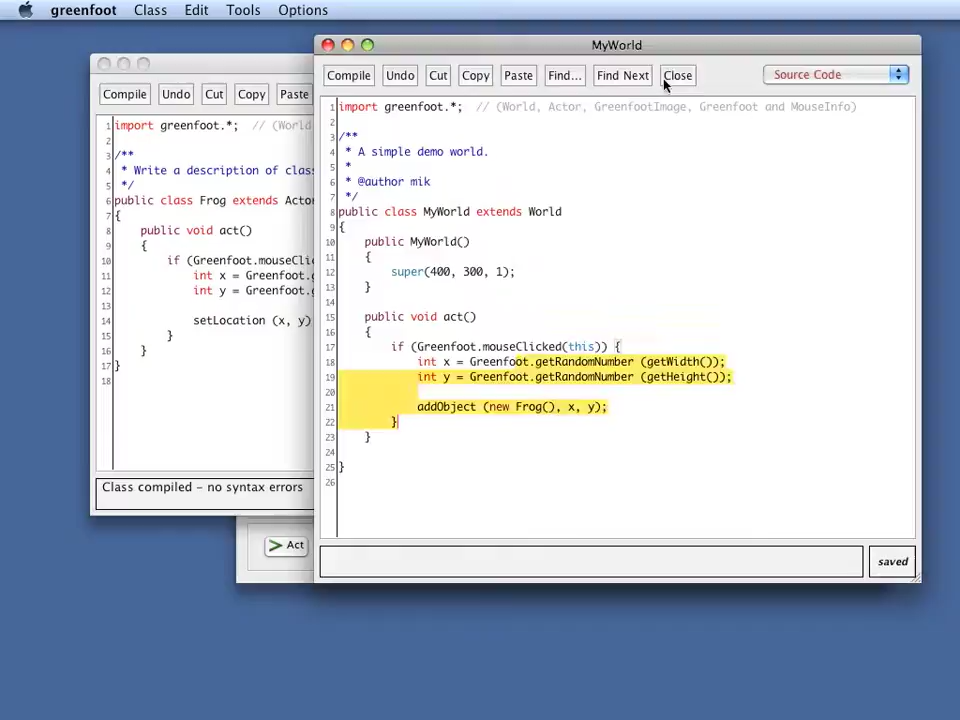 greenfoot Class Edit Tools Options
MyWorld
Compile Undo Cut Copy Paste Find... Find Next Close Source Code
1 import greenfoot.*;  // (World, Actor, GreenfootImage, Greenfoot and MouseInfo)
2
3 /**
4  * A simple demo world.
5  *
6  * @author mik
7  */
8 public class MyWorld extends World
9 {
10     public MyWorld()
11     {
12         super(400, 300, 1);
13     }
14
15     public void act()
16     {
17         if (Greenfoot.mouseClicked(this)) {
18             int x = Greenfoot.getRandomNumber (getWidth());
19             int y = Greenfoot.getRandomNumber (getHeight());
20
21             addObject (new Frog(), x, y);
22         }
23     }
24
25 }
26
saved
Compile Undo Cut Copy Paste
1 import greenfoot.*;  // (World
2
3 /**
4  * Write a description of clas
5  */
6 public class Frog extends Actor
7 {
8     public void act()
9     {
10         if (Greenfoot.mouseClic
11             int x = Greenfoot.g
12             int y = Greenfoot.g
13
14             setLocation (x, y)
15         }
16     }
17 }
18
Class compiled - no syntax errors
Act